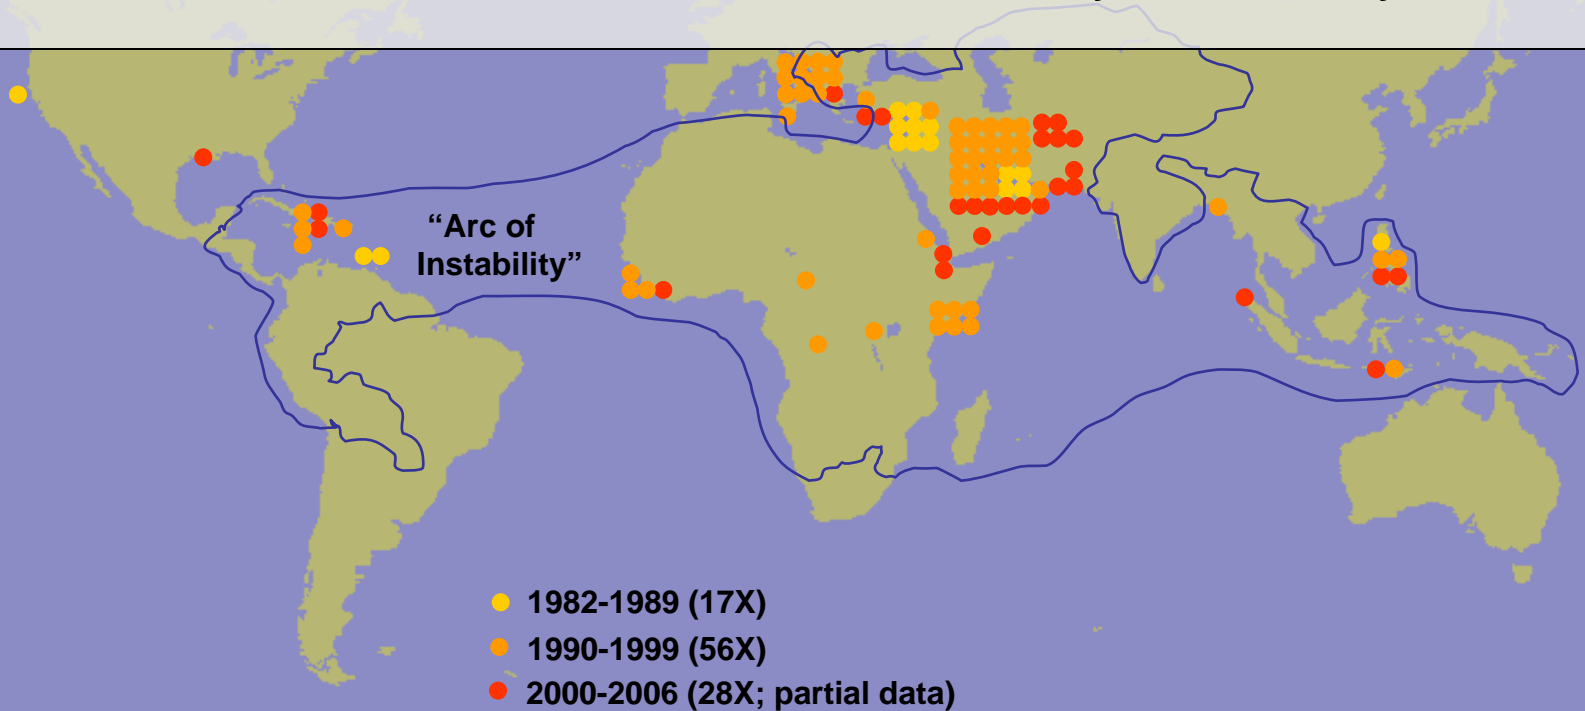 “Arc of
Instability”
1982-1989 (17X)
1990-1999 (56X)
2000-2006 (28X; partial data)